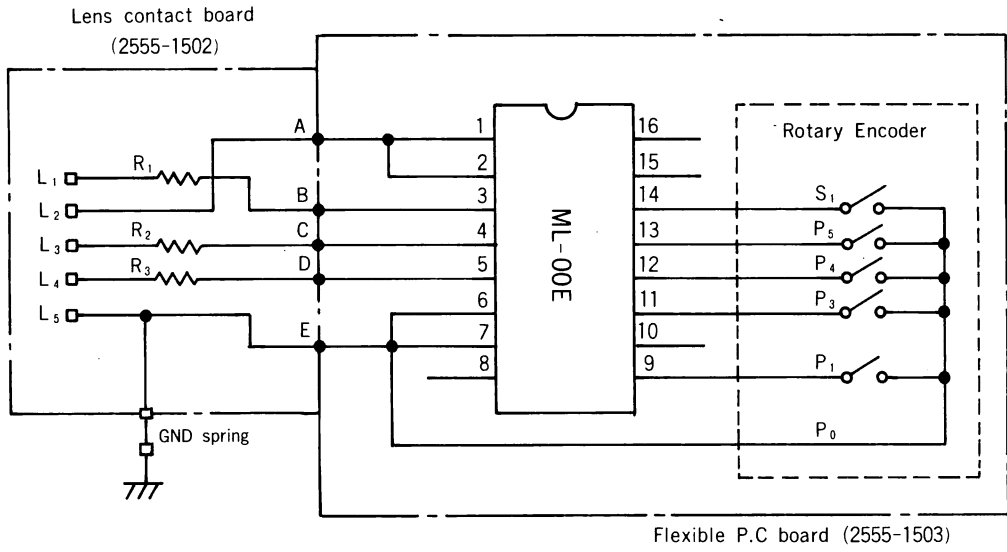 Lens contact board
(2555-1502)
A
B
C
D
E
L₁
L₂
L₃
L₄
L₅
R₁
R₂
R₃
GND spring
1
2
3
4
5
6
7
8
ML-00E
16
15
14
13
12
11
10
9
Rotary Encoder
S₁
P₅
P₄
P₃
P₁
P₀
Flexible P.C board (2555-1503)